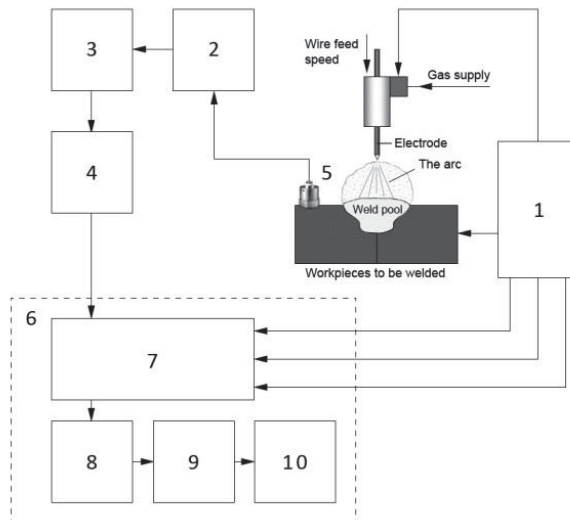 3
2
Wire feed
speed
Gas supply
Electrode
4
5
The arc
Weld pool
1
Workpieces to be welded
6
7
8
9
10